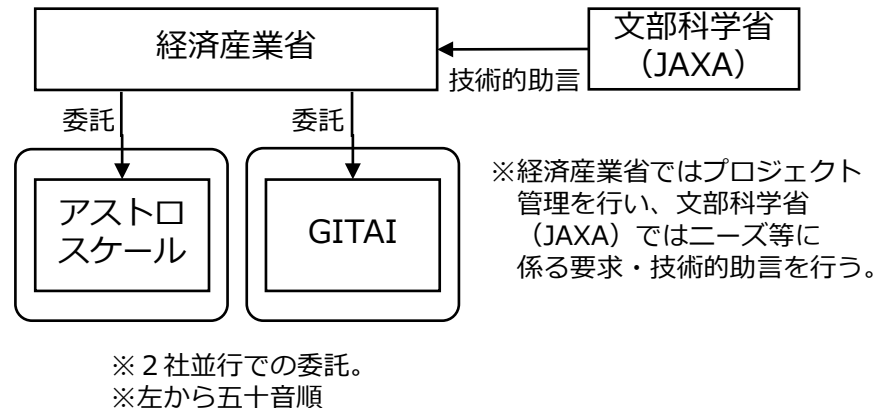 経済産業省
文部科学省
（JAXA）
技術的助言
委託
委託
アストロ
スケール
GITAI
※経済産業省ではプロジェクト
管理を行い、文部科学省
（JAXA）ではニーズ等に
係る要求・技術的助言を行う。
※２社並行での委託。
※左から五十音順